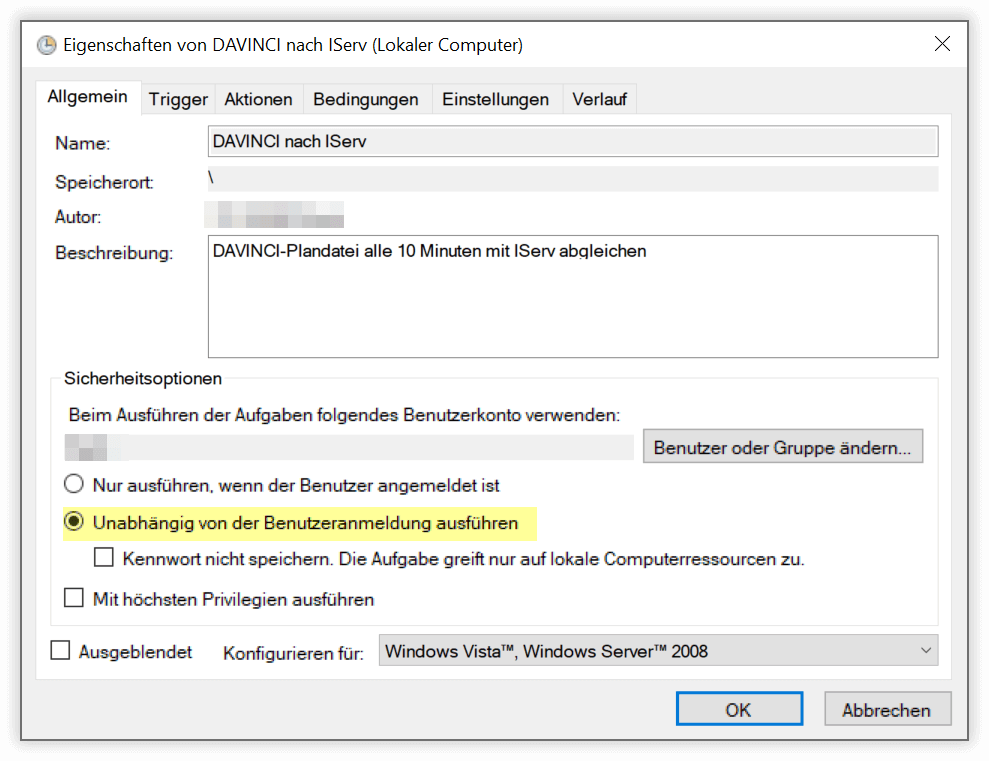 Eigenschaften von DAVINCI nach IServ (Lokaler Computer)
Allgemein Trigger Aktionen Bedingungen Einstellungen Verlauf
Name: DAVINCI nach IServ
Speicherort: \
Autor:
Beschreibung: DAVINCI-Plandatei alle 10 Minuten mit IServ abgleichen
Sicherheitsoptionen
Beim Ausführen der Aufgaben folgendes Benutzerkonto verwenden:
Benutzer oder Gruppe ändern...
Nur ausführen, wenn der Benutzer angemeldet ist
Unabhängig von der Benutzeranmeldung ausführen
Kennwort nicht speichern. Die Aufgabe greift nur auf lokale Computerressourcen zu.
Mit höchsten Privilegien ausführen
Ausgeblendet Konfigurieren für: Windows Vista™, Windows Server™ 2008
OK Abbrechen